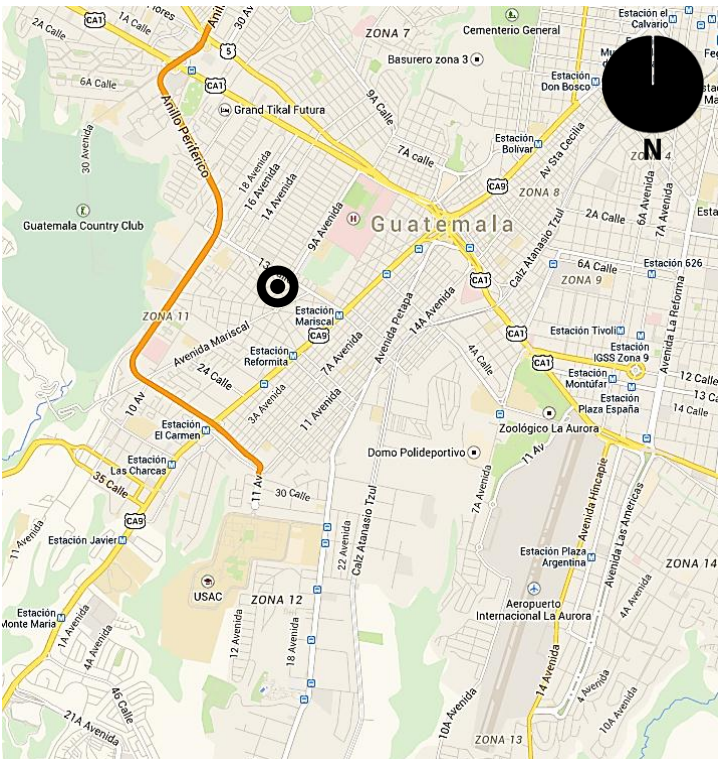 Estación el
Calvario
CA1
2A Calle
30 Av
ZONA 7
Cementerio General
5
Basurero zona 3
6A Calle
CA1
Estación
Don Bosco
Grand Tikal Futura
9A Calle
Anillo Periferico
Estación
Bolivar
7A calle
Av Sta Cecilia
N
30 Avenida
18 Avenida
16 Avenida
14 Avenida
CA9
ZONA 8
6A Avenida
7A Avenida
Guatemala Country Club
9A Avenida
Guatemala
2A Calle
Calz Atanasio Tzul
6A Calle
Estación 626
CA1
ZONA 9
ZONA 11
Estación
Mariscal
CA9
Avenida Petapa
14A Avenida
CA1
Estación Tivoli
Avenida La Reforma
Avenida Mariscal
Estación
Reformita
7A Avenida
4A Calle
CA1
Estación
IGSS Zona 9
24 Calle
Estación
Montúfar
12 Calle
3A Avenida
11 Avenida
Estación
Plaza España
14 Calle
10 Av
Estación
El Carmen
Zoológico La Aurora
Domo Polideportivo
11 Av
Estación
Las Charcas
35 Calle
11 Av
30 Calle
7A Avenida
Avenida Hincapie
Avenida Las Americas
CA9
11 Avenida
Estación Javier
22 Avenida
Calz Atanasio Tzul
Estación Plaza
Argentina
ZONA 14
USAC
ZONA 12
Aeropuerto
Internacional La Aurora
4A Avenida
Estación
Monte Maria
1A Avenida
4A Avenida
12 Avenida
18 Avenida
46 Calle
21A Avenida
14 Avenida
4 Avenida
10A Avenida
10A Avenida
ZONA 13